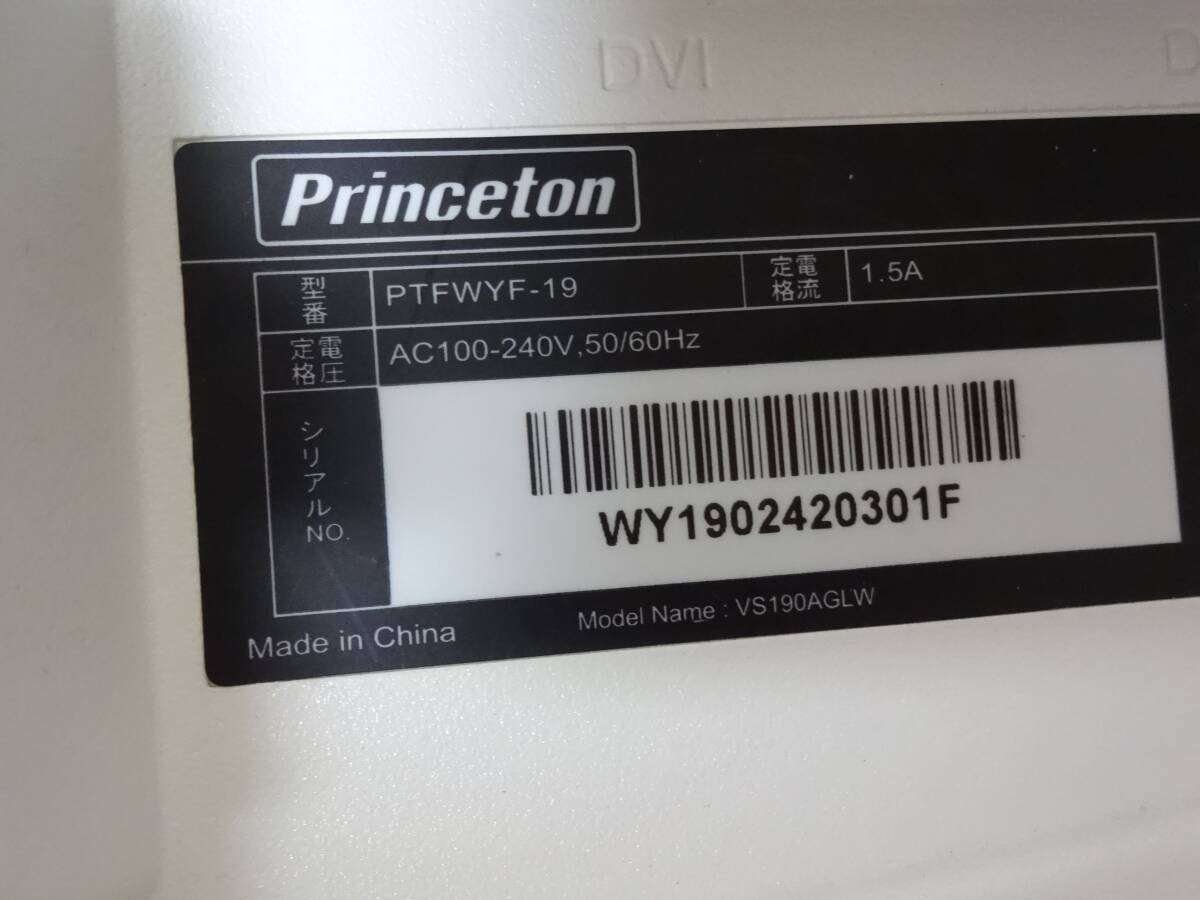 DVI
D
Princeton
型番 PTFWYF-19 定格電流 1.5A
定格電圧 AC100-240V,50/60Hz
シリアルNO.
WY1902420301F
Model Name : VS190AGLW
Made in China